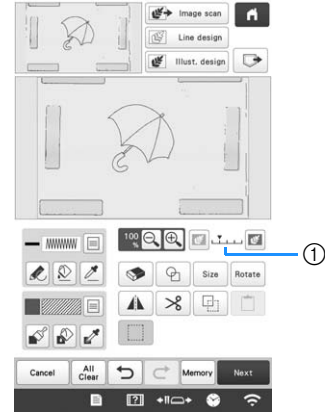 Image scan
Line design
Illust. design
100 %
①
Size Rotate
Cancel All Clear Memory Next